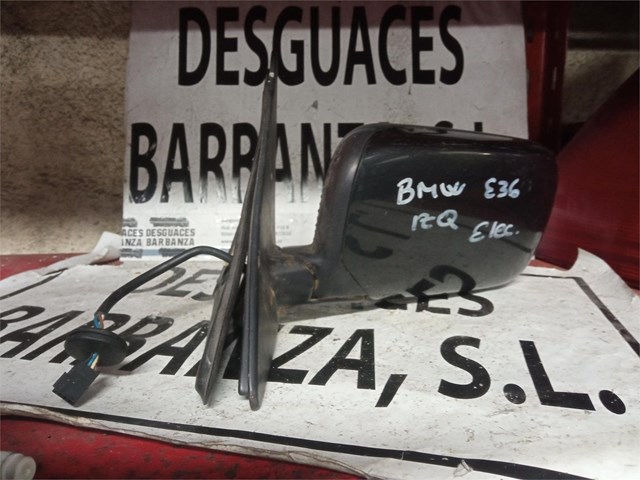 DESGUACES
BARBANZA, S.L.
ACES DESGUACES
ANZA BARBANZA
BMW E36
IZQ
Elec.
BARBANZA, S.L.